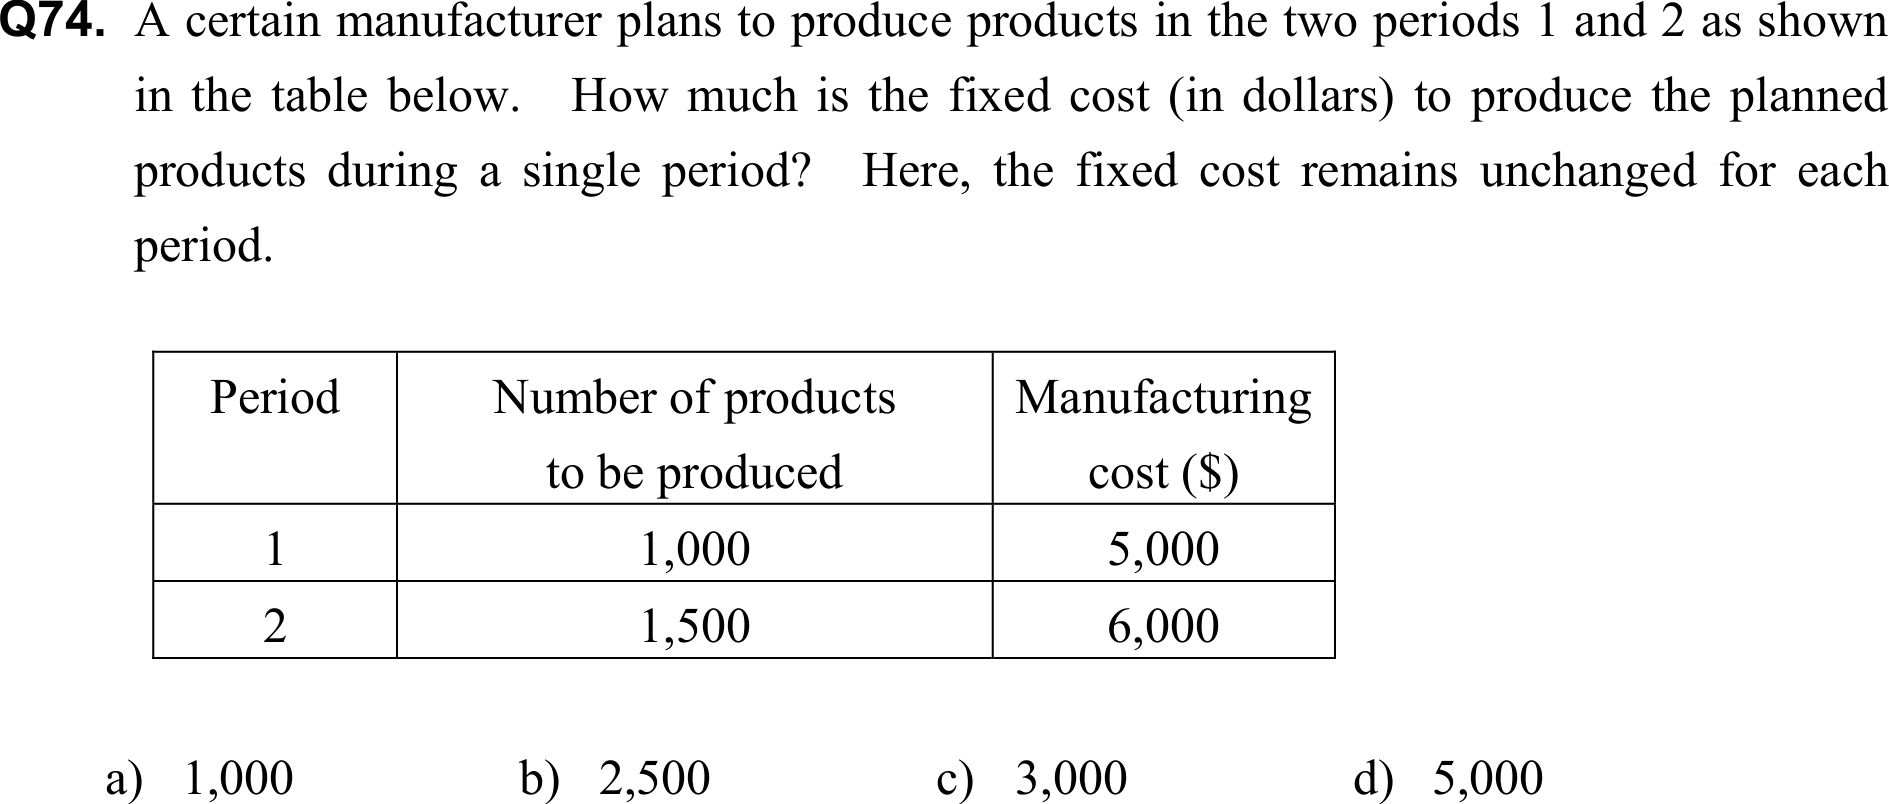 Q74. A certain manufacturer plans to produce products in the two periods 1 and 2 as shown
in the table below. How much is the fixed cost (in dollars) to produce the planned
products during a single period? Here, the fixed cost remains unchanged for each
period.
Period Number of products Manufacturing
to be produced cost ($)
1 1,000 5,000
2 1,500 6,000
a) 1,000 b) 2,500 c) 3,000 d) 5,000